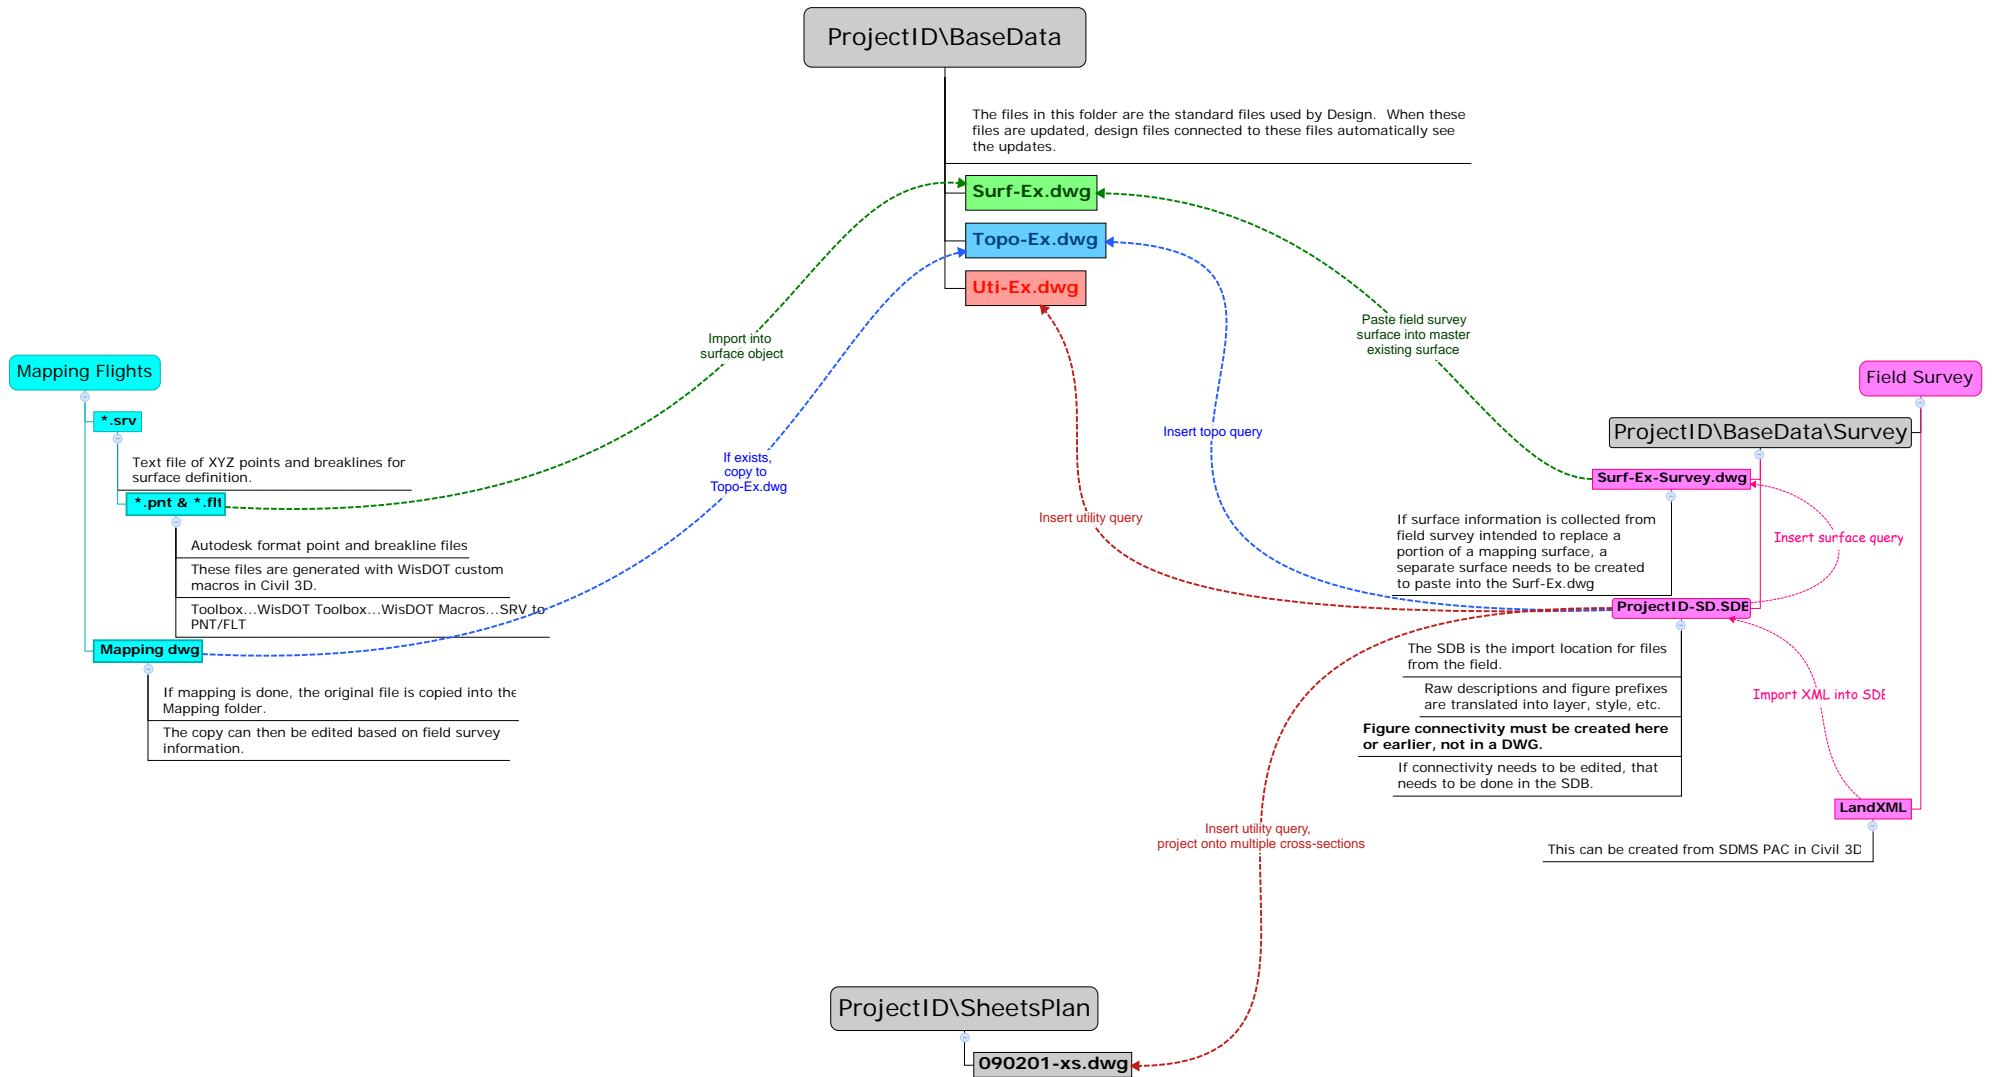 ProjectID\BaseData
The files in this folder are the standard files used by Design.  When these
files are updated, design files connected to these files automatically see
the updates.
Surf-Ex.dwg
Topo-Ex.dwg
Uti-Ex.dwg
Import into
surface object
If exists,
copy to
Topo-Ex.dwg
Mapping Flights
*.srv
Text file of XYZ points and breaklines for
surface definition.
*.pnt & *.flt
Autodesk format point and breakline files
These files are generated with WisDOT custom
macros in Civil 3D.
Toolbox...WisDOT Toolbox...WisDOT Macros...SRV to
PNT/FLT
Mapping dwg
If mapping is done, the original file is copied into the
Mapping folder.
The copy can then be edited based on field survey
information.
Paste field survey
surface into master
existing surface
Insert topo query
Insert utility query
Field Survey
ProjectID\BaseData\Survey
Surf-Ex-Survey.dwg
If surface information is collected from
field survey intended to replace a
portion of a mapping surface, a
separate surface needs to be created
to paste into the Surf-Ex.dwg
Insert surface query
ProjectID-SD.SDB
The SDB is the import location for files
from the field.
Raw descriptions and figure prefixes
are translated into layer, style, etc.
Figure connectivity must be created here
or earlier, not in a DWG.
If connectivity needs to be edited, that
needs to be done in the SDB.
Import XML into SDB
LandXML
This can be created from SDMS PAC in Civil 3D
Insert utility query,
project onto multiple cross-sections
ProjectID\SheetsPlan
090201-xs.dwg